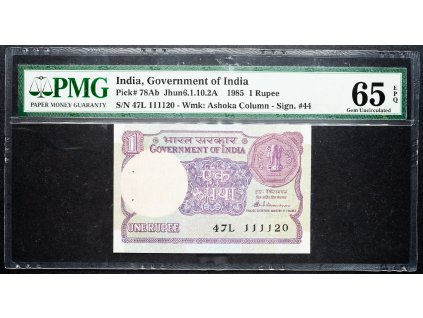 PMG
PAPER MONEY GUARANTY
India, Government of India
Pick# 78Ab Jhun6.1.10.2A 1985 1 Rupee
S/N 47L 111120 - Wmk: Ashoka Column - Sign. #44
65 EPQ
Gem Uncirculated
1
भारत सरकार
GOVERNMENT OF INDIA
एक
रुपया
ONE RUPEE
47L 111120